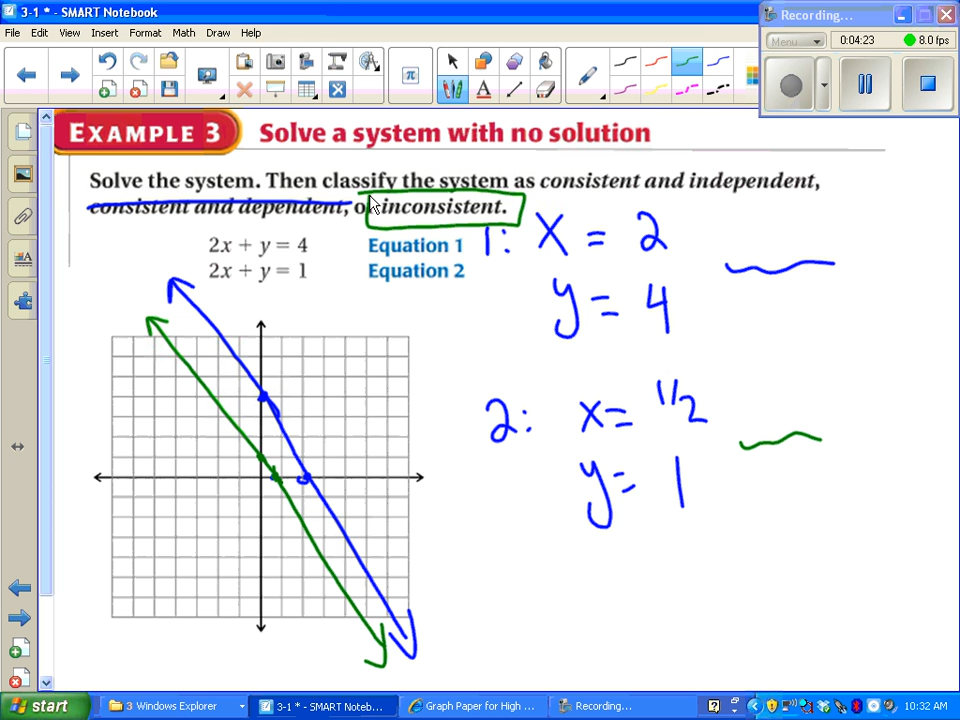 3-1 * - SMART Notebook
Recording...
File Edit View Insert Format Math Draw Help
Menu
00:04:23
8.0 fps
EXAMPLE 3 Solve a system with no solution
Solve the system. Then classify the system as consistent and independent,
consistent and dependent, or inconsistent.
2x + y = 4 Equation 1
2x + y = 1 Equation 2
1: x = 2
y = 4
2: x = 1/2
y = 1
start
3 Windows Explorer
3-1 * - SMART Noteb...
Graph Paper for High ...
Recording...
10:32 AM